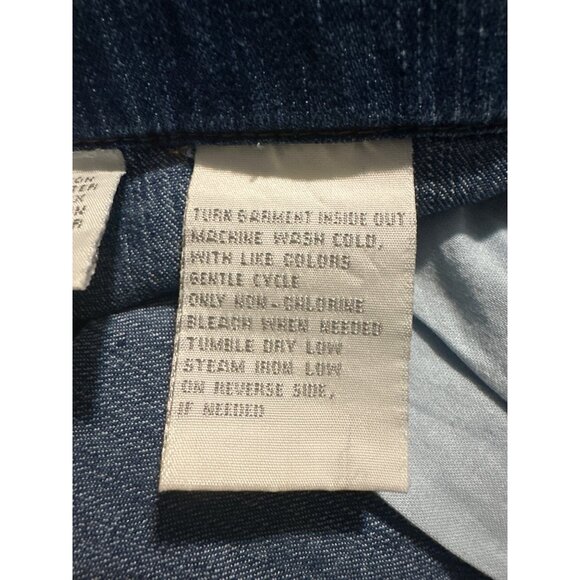 TURN GARMENT INSIDE OUT
MACHINE WASH COLD,
WITH LIKE COLORS
GENTLE CYCLE
ONLY NON-CHLORINE
BLEACH WHEN NEEDED
TUMBLE DRY LOW
STEAM IRON LOW
ON REVERSE SIDE,
IF NEEDED